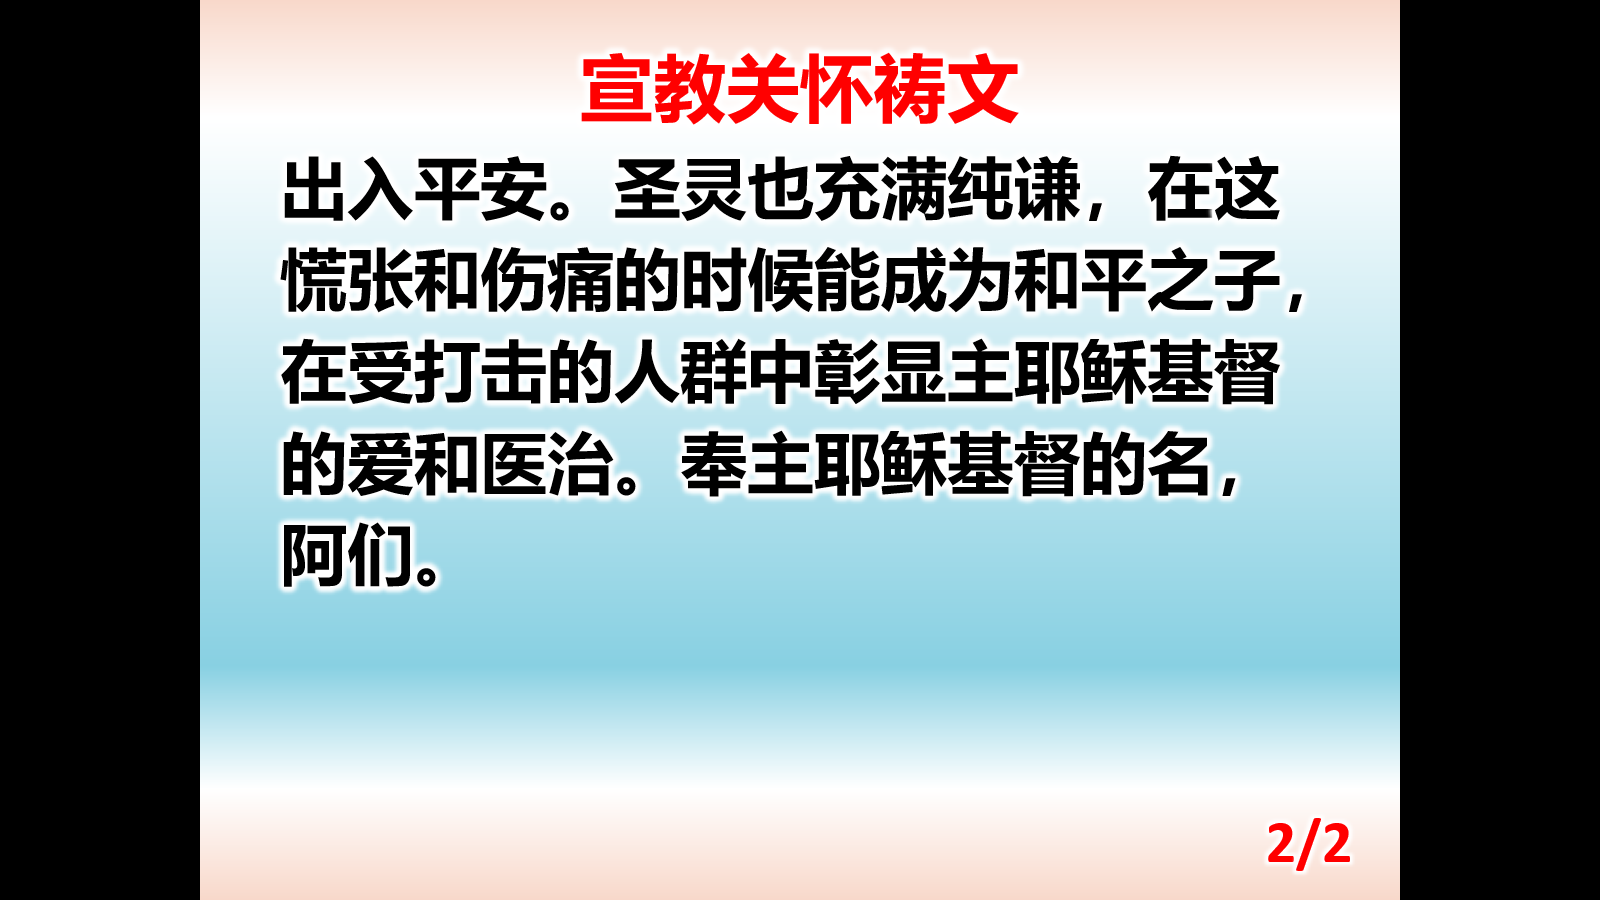 宣教关怀祷文
出入平安。圣灵也充满纯谦，在这
慌张和伤痛的时候能成为和平之子，
在受打击的人群中彰显主耶稣基督
的爱和医治。奉主耶稣基督的名，
阿们。
2/2